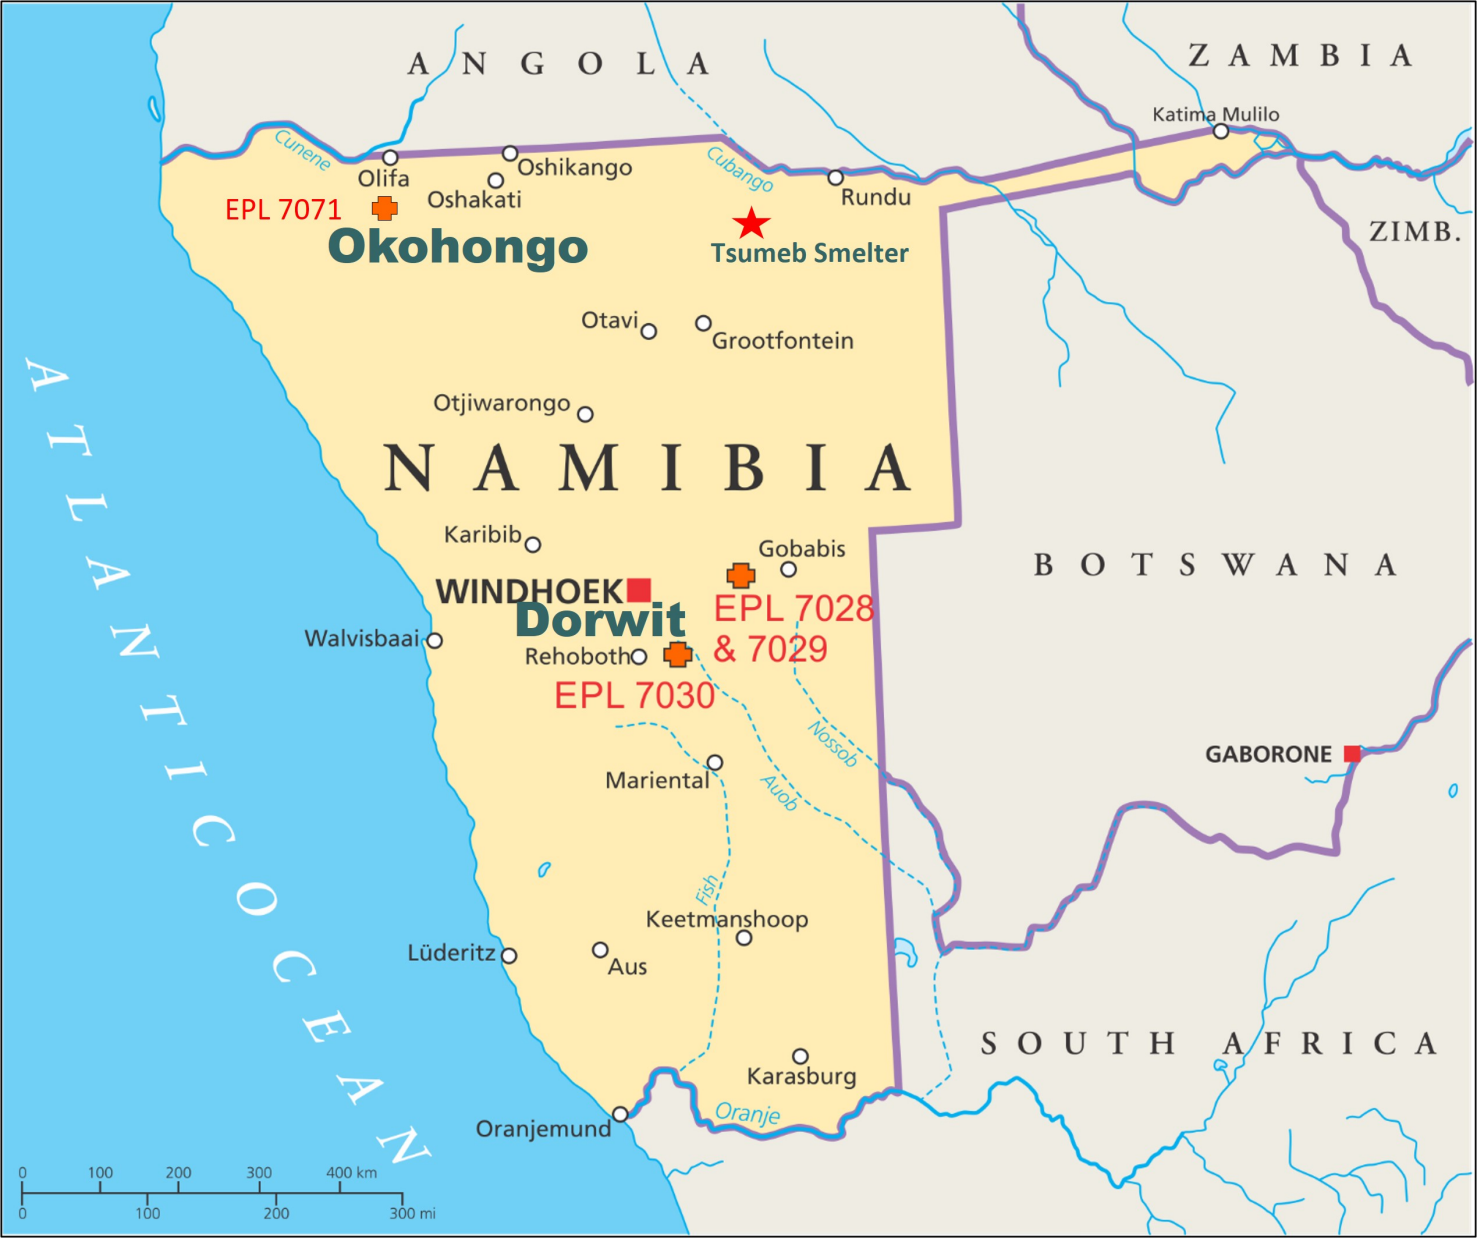 ANGOLA
ZAMBIA
Katima Mulilo
Cunene
Olifa
Oshikango
Oshakati
Cubango
Rundu
EPL 7071
Okohongo
Tsumeb Smelter
ZIMB.
Otavi
Grootfontein
Otjiwarongo
NAMIBIA
ATLANTIC OCEAN
Karibib
Gobabis
BOTSWANA
WINDHOEK
Dorwit
EPL 7028
& 7029
Walvisbaai
Rehoboth
EPL 7030
Nossob
Auob
Mariental
GABORONE
Fish
Keetmanshoop
Lüderitz
Aus
SOUTH AFRICA
Karasburg
Oranje
Oranjemund
0 100 200 300 400 km
0 100 200 300 mi